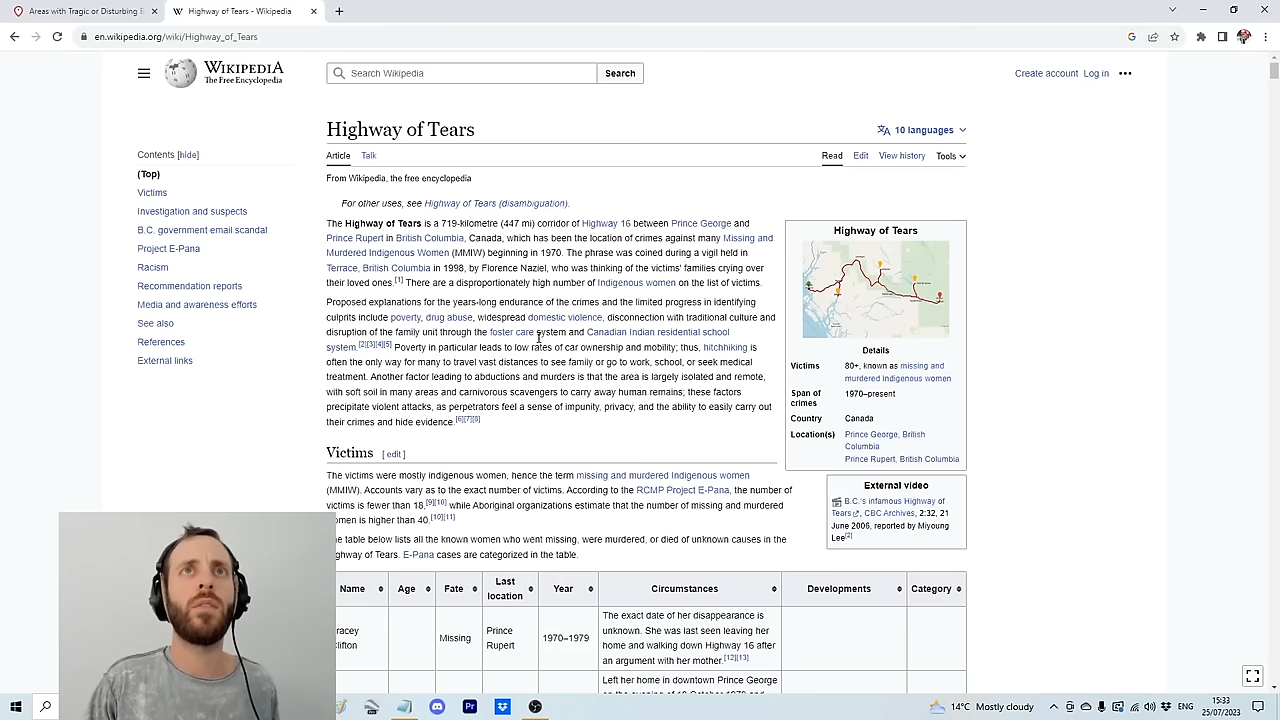 Areas with Tragic or Disturbing B
Highway of Tears - Wikipedia
en.wikipedia.org/wiki/Highway_of_Tears
WIKIPEDIA
The Free Encyclopedia
Search Wikipedia
Search
Create account Log in
Highway of Tears
10 languages
Article Talk
Read Edit View history Tools
From Wikipedia, the free encyclopedia
For other uses, see Highway of Tears (disambiguation).
Contents [hide]
(Top)
Victims
Investigation and suspects
B.C. government email scandal
Project E-Pana
Racism
Recommendation reports
Media and awareness efforts
See also
References
External links
The Highway of Tears is a 719-kilometre (447 mi) corridor of Highway 16 between Prince George and
Prince Rupert in British Columbia, Canada, which has been the location of crimes against many Missing and
Murdered Indigenous Women (MMIW) beginning in 1970. The phrase was coined during a vigil held in
Terrace, British Columbia in 1998, by Florence Naziel, who was thinking of the victims' families crying over
their loved ones.[1] There are a disproportionately high number of Indigenous women on the list of victims.
Proposed explanations for the years-long endurance of the crimes and the limited progress in identifying
culprits include poverty, drug abuse, widespread domestic violence, disconnection with traditional culture and
disruption of the family unit through the foster care system and Canadian Indian residential school
system.[2][3][4][5] Poverty in particular leads to low rates of car ownership and mobility; thus, hitchhiking is
often the only way for many to travel vast distances to see family or go to work, school, or seek medical
treatment. Another factor leading to abductions and murders is that the area is largely isolated and remote,
with soft soil in many areas and carnivorous scavengers to carry away human remains; these factors
precipitate violent attacks, as perpetrators feel a sense of impunity, privacy, and the ability to easily carry out
their crimes and hide evidence.[6][7][8]
Highway of Tears
Details
Victims 80+, known as missing and
murdered Indigenous women
Span of crimes 1970–present
Country Canada
Location(s) Prince George, British
Columbia
Prince Rupert, British Columbia
External video
B.C.'s infamous Highway of
Tears, CBC Archives, 2:32, 21
June 2006, reported by Miyoung
Lee[2]
Victims [ edit ]
The victims were mostly indigenous women, hence the term missing and murdered Indigenous women
(MMIW). Accounts vary as to the exact number of victims. According to the RCMP Project E-Pana, the number of
victims is fewer than 18,[9][10] while Aboriginal organizations estimate that the number of missing and murdered
omen is higher than 40.[10][11]
e table below lists all the known women who went missing, were murdered, or died of unknown causes in the
ghway of Tears. E-Pana cases are categorized in the table.
Name Age Fate Last location Year Circumstances Developments Category
racey
lifton
Missing
Prince
Rupert
1970–1979
The exact date of her disappearance is
unknown. She was last seen leaving her
home and walking down Highway 16 after
an argument with her mother.[12][13]
Left her home in downtown Prince George
14°C Mostly cloudy
ENG
15:33
25/07/2023